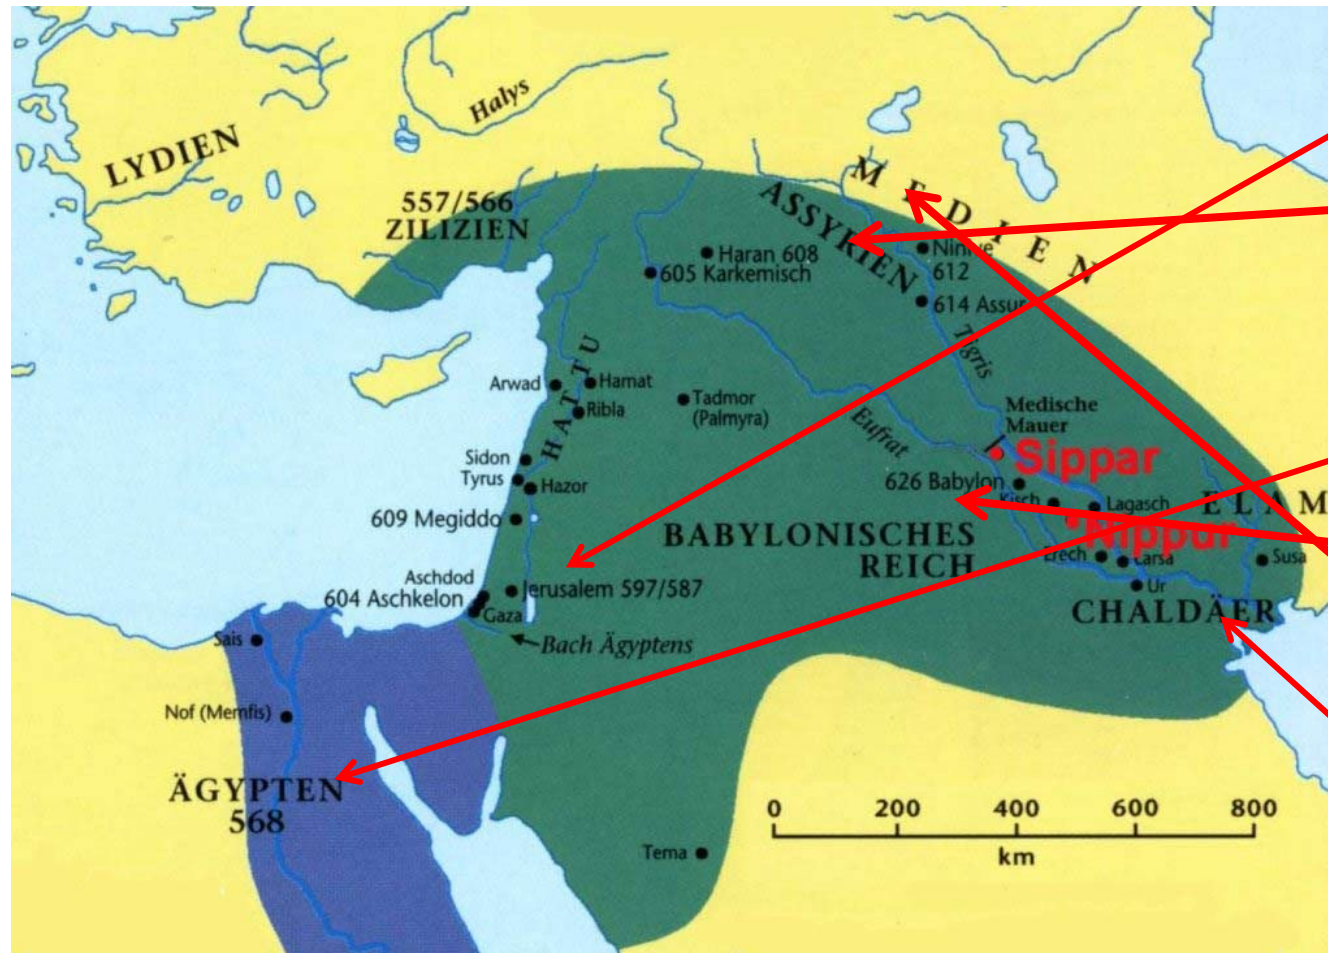 Halys
LYDIEN
MEDIEN
557/566
ZILIZIEN
ASSYRIEN
Haran 608
605 Karkemisch
Ninive
612
614 Assur
Tigris
HATTU
Arwad
Hamat
Ribla
Tadmor
(Palmyra)
Eufrat
Medische
Mauer
Sippar
Sidon
Tyrus
Hazor
626 Babylon
Kisch
Lagasch
ELAM
609 Megiddo
BABYLONISCHES
REICH
Nippur
Erech
Larsa
Susa
Ur
Aschdod
604 Aschkelon
Jerusalem 597/587
Gaza
CHALDÄER
Sais
Bach Ägyptens
Nof (Memfis)
ÄGYPTEN
568
0 200 400 600 800
km
Tema